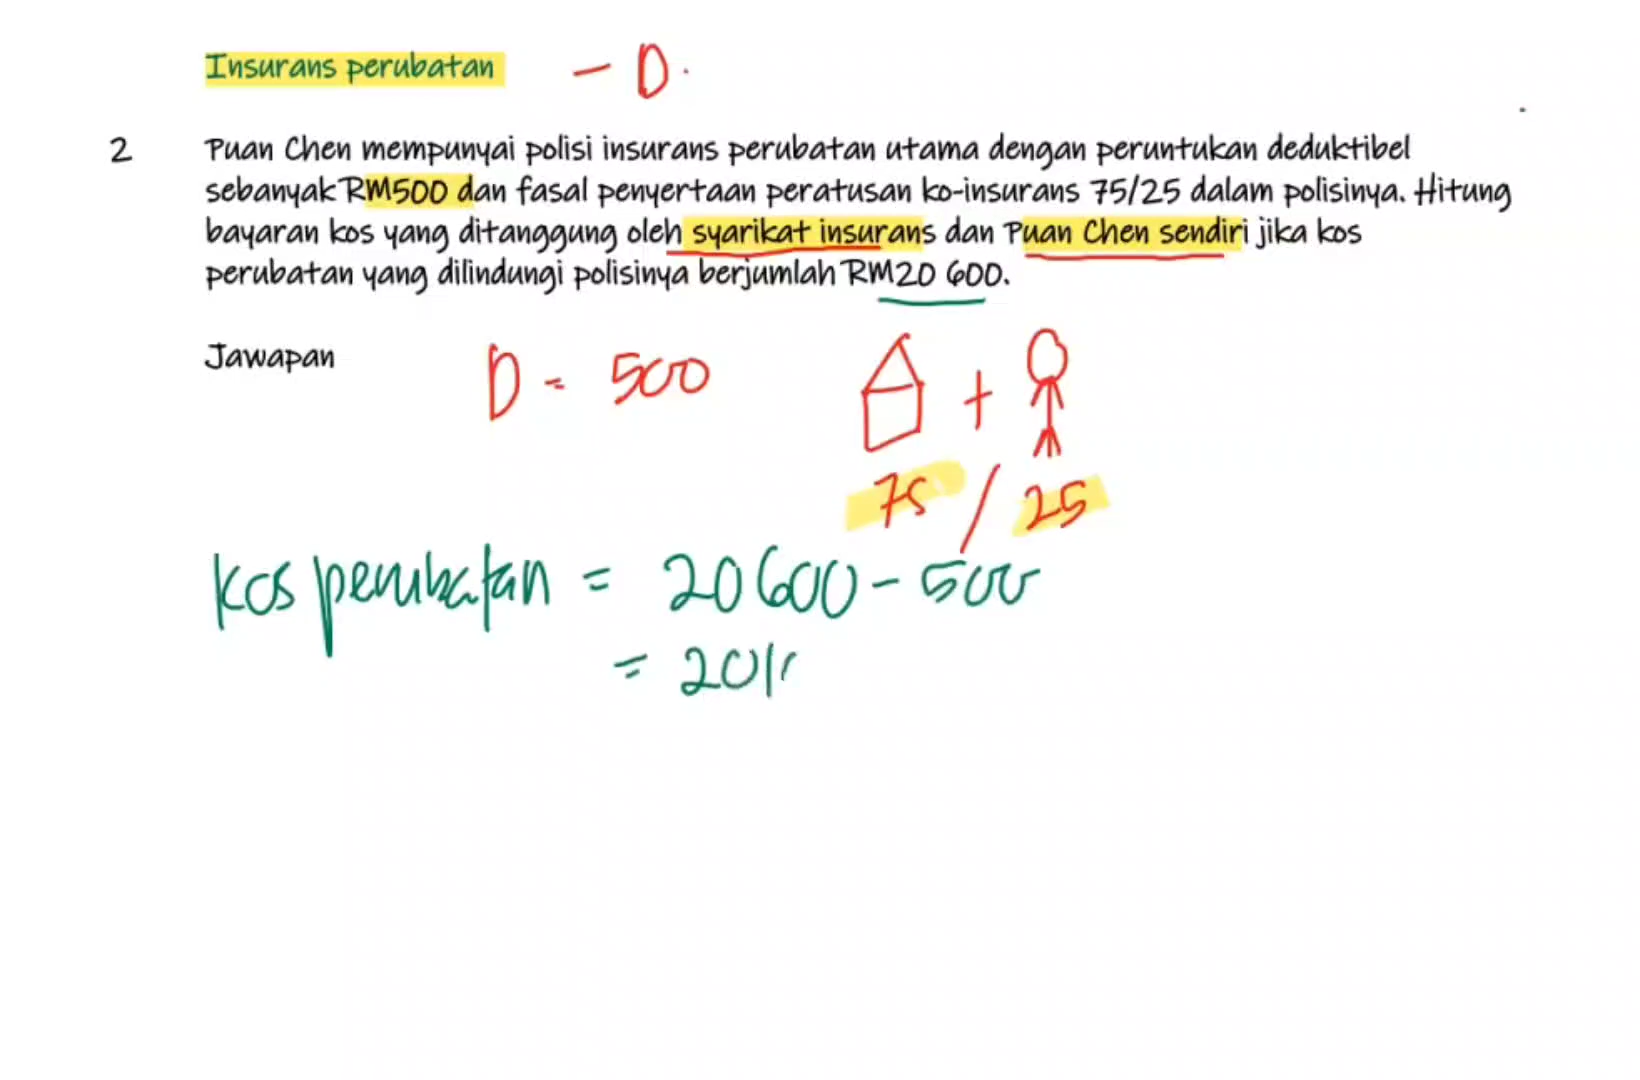 Insurans perubatan - D.
2 Puan Chen mempunyai polisi insurans perubatan utama dengan peruntukan deduktibel
sebanyak RM500 dan fasal penyertaan peratusan ko-insurans 75/25 dalam polisinya. Hitung
bayaran kos yang ditanggung oleh syarikat insurans dan Puan Chen sendiri jika kos
perubatan yang dilindungi polisinya berjumlah RM20 600.
Jawapan D = 500
+
75 / 25
Kos perubatan = 20600 - 500
= 201